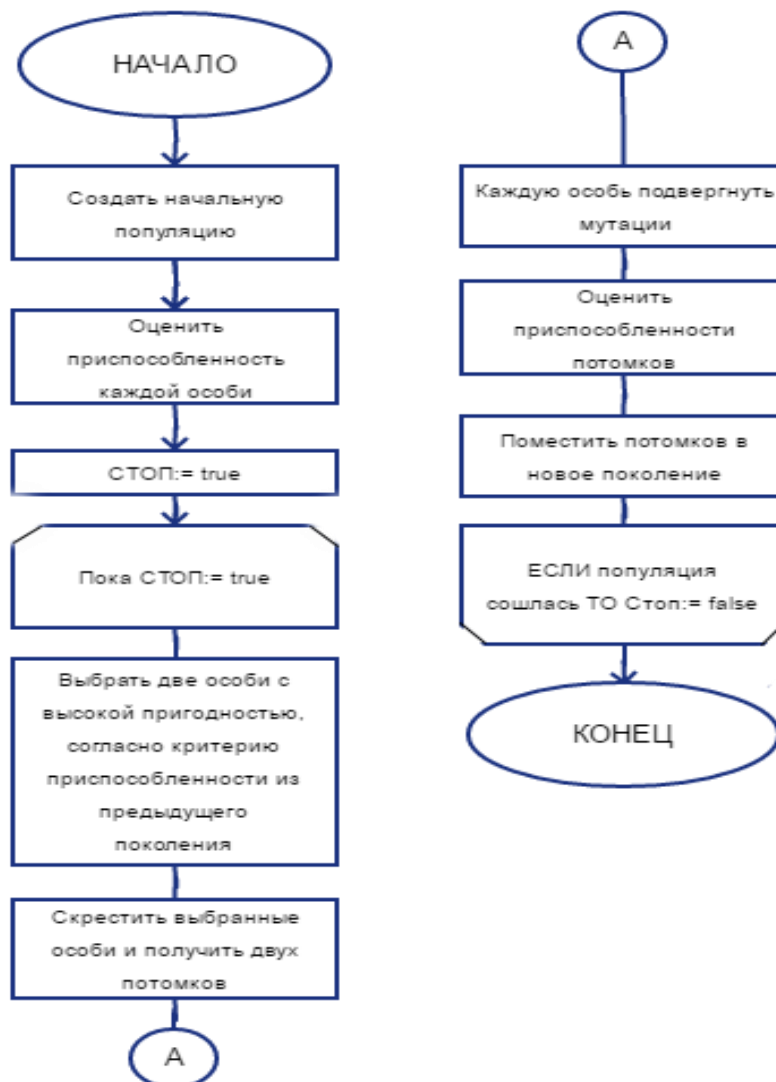 НАЧАЛО
Создать начальную
популяцию
Оценить
приспособленность
каждой особи
СТОП:= true
Пока СТОП:= true
Выбрать две особи с
высокой пригодностью,
согласно критерию
приспособленности из
предыдущего
поколения
Скрестить выбранные
особи и получить двух
потомков
А
А
Каждую особь подвергнуть
мутации
Оценить
приспособленности
потомков
Поместить потомков в
новое поколение
ЕСЛИ популяция
сошлась ТО Стоп:= false
КОНЕЦ